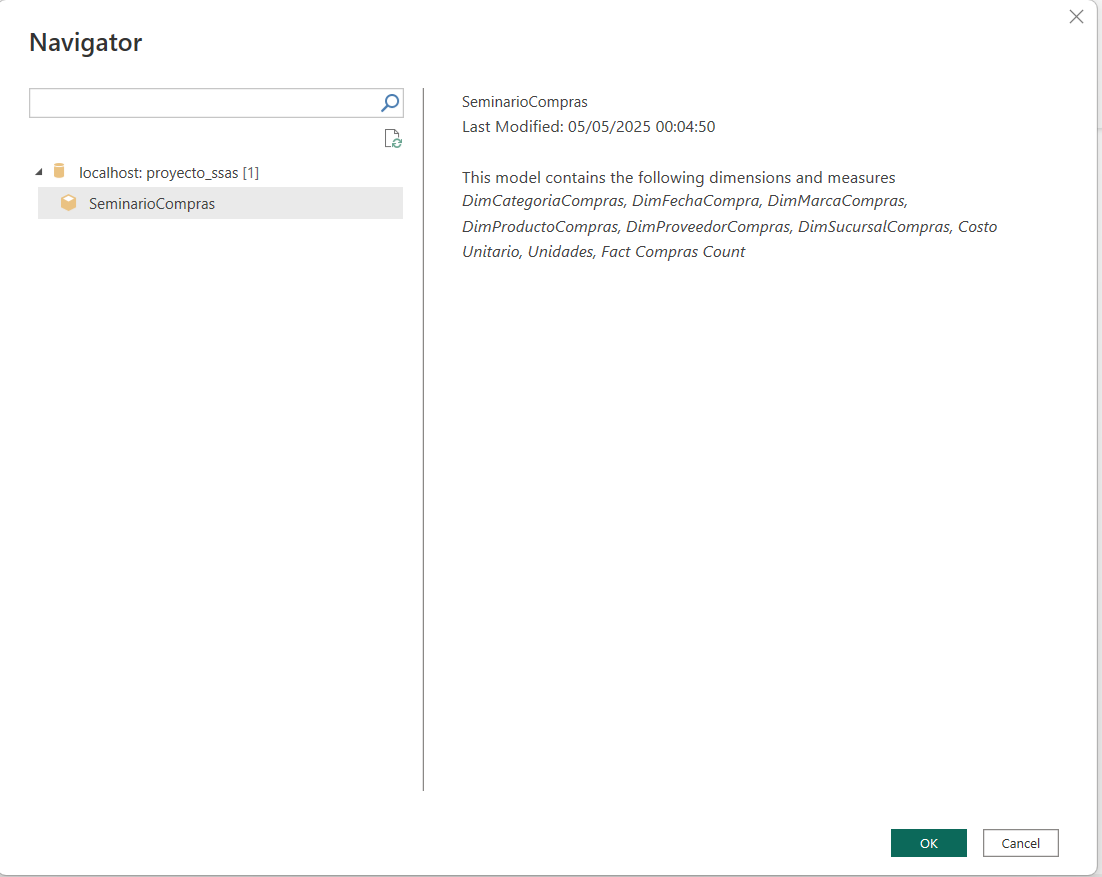 Navigator
localhost: proyecto_ssas [1]
SeminarioCompras
SeminarioCompras
Last Modified: 05/05/2025 00:04:50
This model contains the following dimensions and measures
DimCategoriaCompras, DimFechaCompra, DimMarcaCompras,
DimProductoCompras, DimProveedorCompras, DimSucursalCompras, Costo
Unitario, Unidades, Fact Compras Count
OK
Cancel